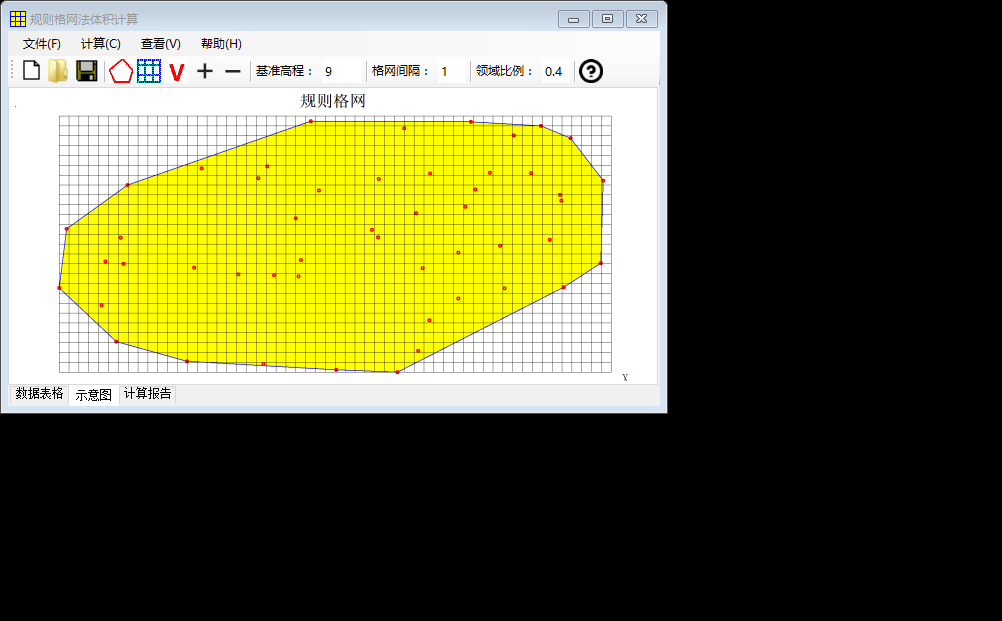 规则格网法体积计算
文件(F) 计算(C) 查看(V) 帮助(H)
V 基准高程： 9 格网间隔： 1 领域比例： 0.4 ?
规则格网
Y
数据表格 示意图 计算报告